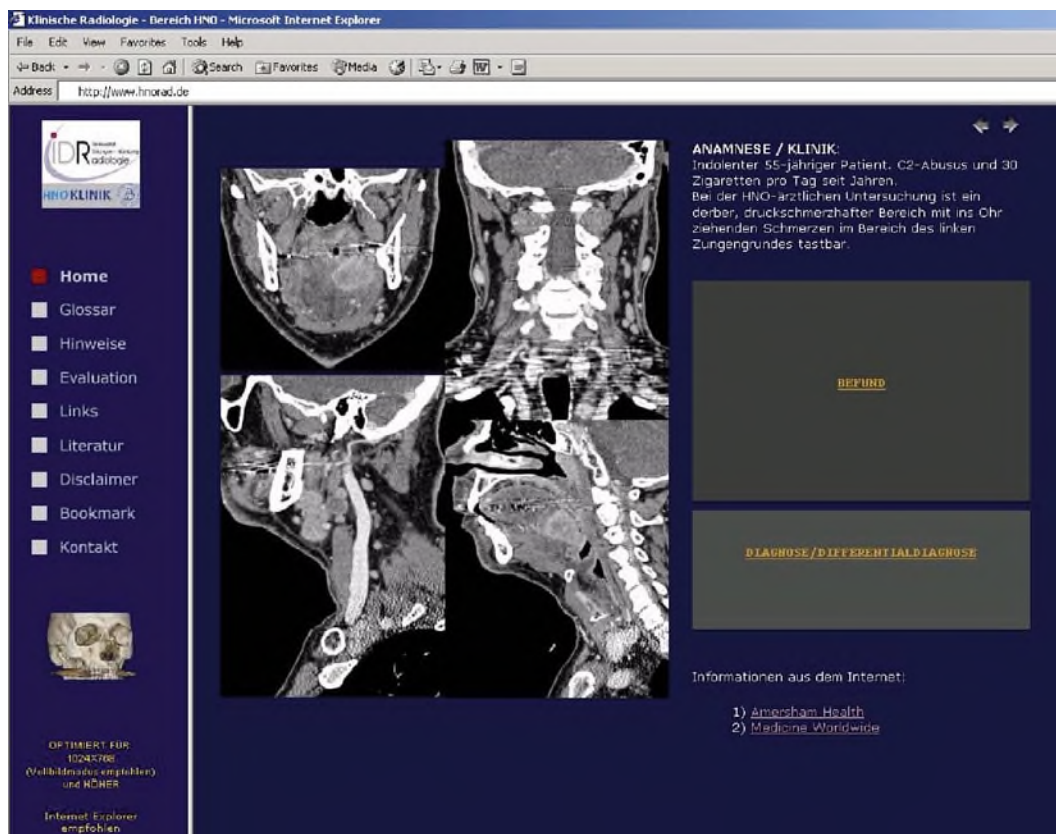 Klinische Radiologie - Bereich HNO - Microsoft Internet Explorer
File Edit View Favorites Tools Help
Back Search Favorites Media
Address http://www.hnorad.de
iDR
Radiologie
HNO KLINIK
Home
Glossar
Hinweise
Evaluation
Links
Literatur
Disclaimer
Bookmark
Kontakt
OPTIMIERT FÜR
1024X768
(Vollbildmodus empfohlen)
und HÖHER
Internet Explorer
empfohlen
ANAMNESE / KLINIK:
Indolenter 55-jähriger Patient. C2-Abusus und 30
Zigaretten pro Tag seit Jahren.
Bei der HNO-ärztlichen Untersuchung ist ein
derber, druckschmerzhafter Bereich mit ins Ohr
ziehenden Schmerzen im Bereich des linken
Zungengrundes tastbar.
BEFUND
DIAGNOSE/DIFFERENTIALDIAGNOSE
Informationen aus dem Internet:
1) Amersham Health
2) Medicine Worldwide